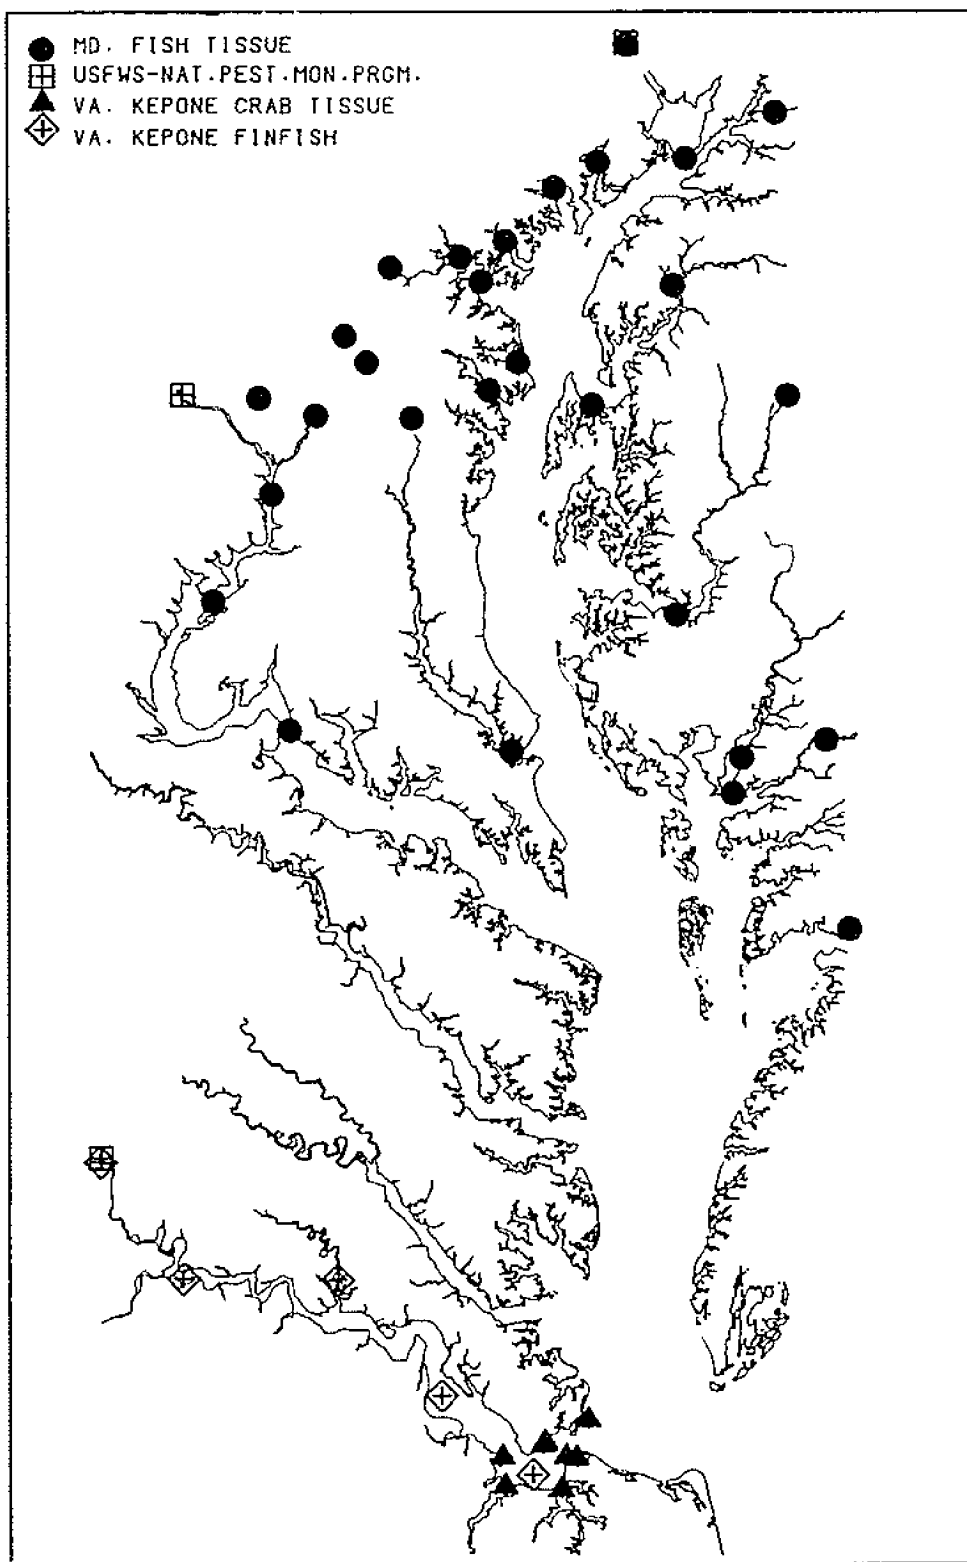 MD. FISH TISSUE
USFWS-NAT.PEST.MON.PRGM.
VA. KEPONE CRAB TISSUE
VA. KEPONE FINFISH